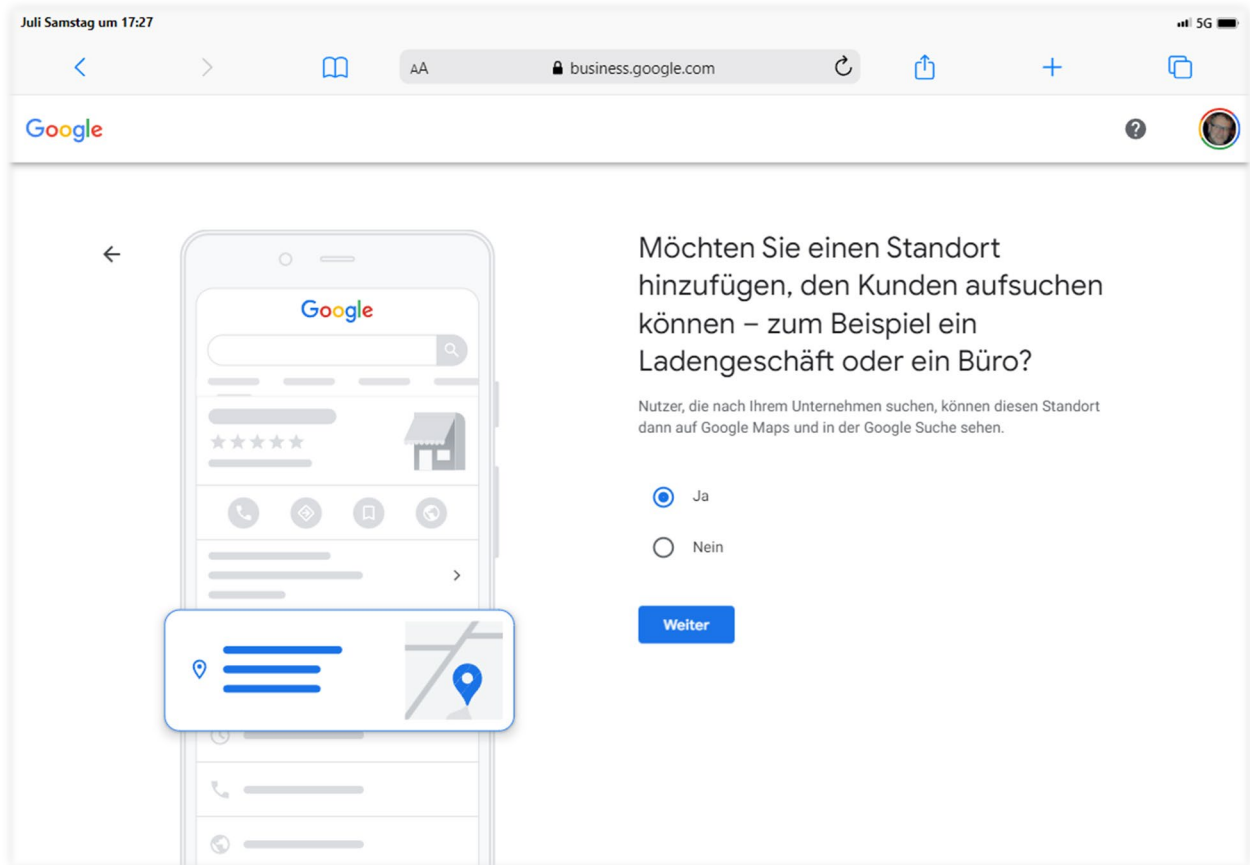 Juli Samstag um 17:27
5G
AA
business.google.com
Google
Google
Möchten Sie einen Standort
hinzufügen, den Kunden aufsuchen
können – zum Beispiel ein
Ladengeschäft oder ein Büro?
Nutzer, die nach Ihrem Unternehmen suchen, können diesen Standort
dann auf Google Maps und in der Google Suche sehen.
Ja
Nein
Weiter